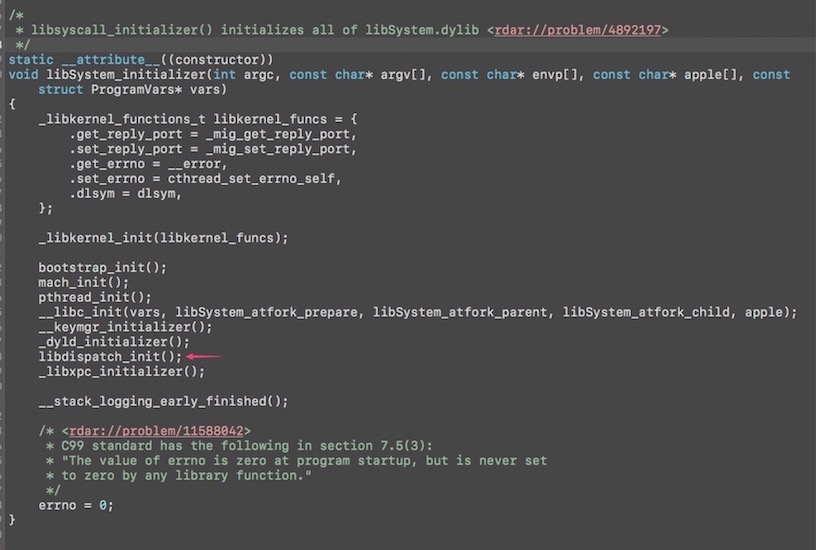 /*
 * libsyscall_initializer() initializes all of libSystem.dylib <rdar://problem/4892197>
 */
static __attribute__((constructor))
void libSystem_initializer(int argc, const char* argv[], const char* envp[], const char* apple[], const
    struct ProgramVars* vars)
{
    _libkernel_functions_t libkernel_funcs = {
        .get_reply_port = _mig_get_reply_port,
        .set_reply_port = _mig_set_reply_port,
        .get_errno = __error,
        .set_errno = cthread_set_errno_self,
        .dlsym = dlsym,
    };

    _libkernel_init(libkernel_funcs);

    bootstrap_init();
    mach_init();
    pthread_init();
    __libc_init(vars, libSystem_atfork_prepare, libSystem_atfork_parent, libSystem_atfork_child, apple);
    __keymgr_initializer();
    _dyld_initializer();
    libdispatch_init();
    _libxpc_initializer();

    __stack_logging_early_finished();

    /* <rdar://problem/11588042>
     * C99 standard has the following in section 7.5(3):
     * "The value of errno is zero at program startup, but is never set
     * to zero by any library function."
     */
    errno = 0;
}